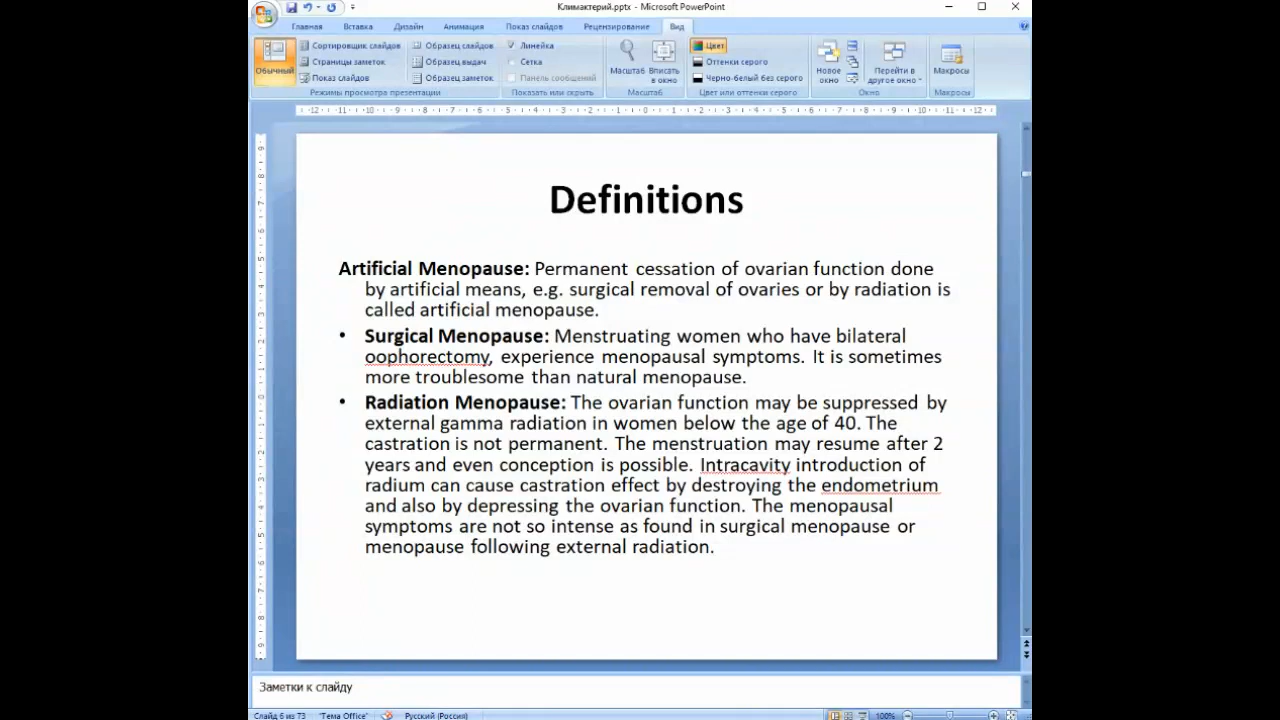 Климактерий.pptx - Microsoft PowerPoint
Главная Вставка Дизайн Анимация Показ слайдов Рецензирование Вид
Обычный
Сортировщик слайдов
Страницы заметок
Показ слайдов
Образец слайдов
Образец выдач
Образец заметок
Режимы просмотра презентации
Линейка
Сетка
Панель сообщений
Показать или скрыть
Масштаб
Вписать в окно
Масштаб
Цвет
Оттенки серого
Черно-белый без серого
Цвет или оттенки серого
Новое окно
Перейти в другое окно
Окно
Макросы
Макросы
Definitions
Artificial Menopause: Permanent cessation of ovarian function done
by artificial means, e.g. surgical removal of ovaries or by radiation is
called artificial menopause.
• Surgical Menopause: Menstruating women who have bilateral
oophorectomy, experience menopausal symptoms. It is sometimes
more troublesome than natural menopause.
• Radiation Menopause: The ovarian function may be suppressed by
external gamma radiation in women below the age of 40. The
castration is not permanent. The menstruation may resume after 2
years and even conception is possible. Intracavity introduction of
radium can cause castration effect by destroying the endometrium
and also by depressing the ovarian function. The menopausal
symptoms are not so intense as found in surgical menopause or
menopause following external radiation.
Заметки к слайду
Слайд 6 из 73 "Тема Office" Русский (Россия) 100%